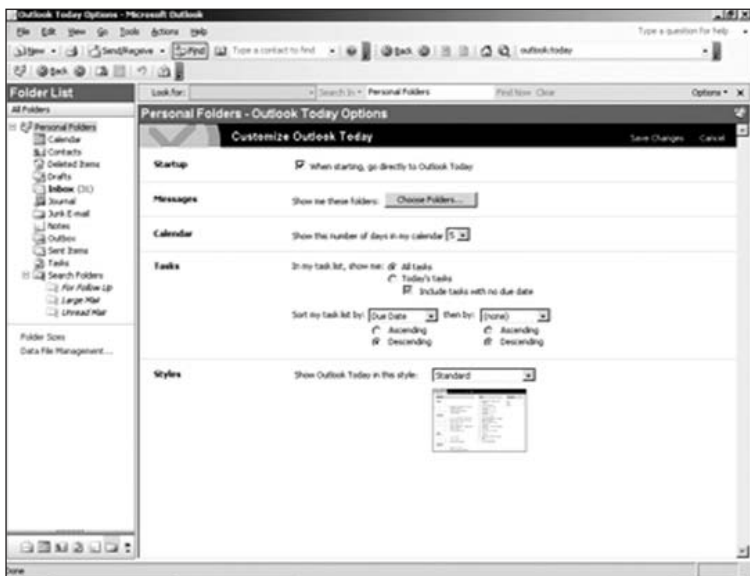 Outlook Today Options - Microsoft Outlook
File Edit View Go Tools Actions Help
Type a question for help
New Send/Receive Find Type a contact to find Back outlook:today
Back
Folder List
Look for: Search In Personal Folders Find Now Clear Options
All Folders
Personal Folders - Outlook Today Options
Personal Folders
Calendar
Contacts
Deleted Items
Drafts
Inbox (31)
Journal
Junk E-mail
Notes
Outbox
Sent Items
Tasks
Search Folders
For Follow Up
Large Mail
Unread Mail
Folder Sizes
Data File Management...
Customize Outlook Today Save Changes Cancel
Startup When starting, go directly to Outlook Today
Messages Show me these folders: Choose Folders...
Calendar Show this number of days in my calendar 5
Tasks In my task list, show me: All tasks
Today's tasks
Include tasks with no due date
Sort my task list by: Due Date then by: (none)
Ascending Ascending
Descending Descending
Styles Show Outlook Today in this style: Standard
Done